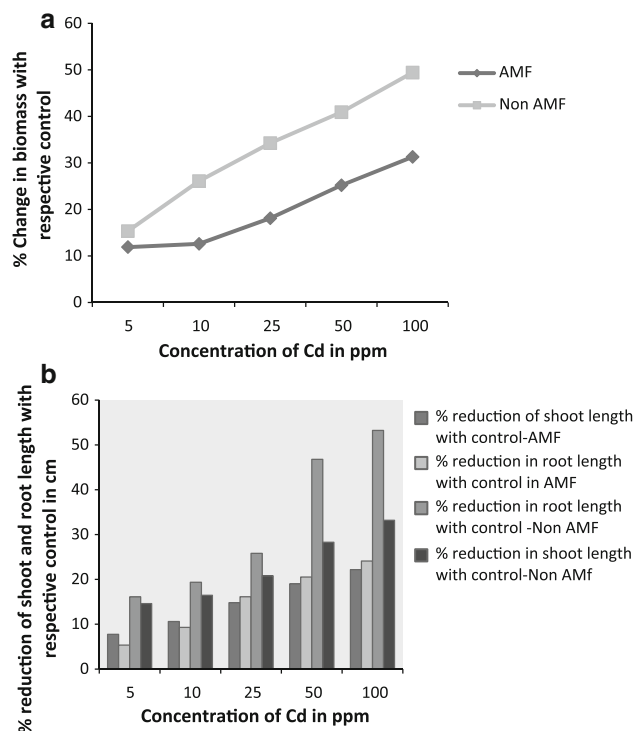 a
60
50
40
30
20
10
0
% Change in biomass with
respective control
5 10 25 50 100
Concentration of Cd in ppm
AMF
Non AMF
b
60
50
40
30
20
10
0
% reduction of shoot and root length with
respective control in cm
5 10 25 50 100
Concentration of Cd in ppm
% reduction of shoot length
with control-AMF
% reduction in root length
with control in AMF
% reduction in root length
with control -Non AMF
% reduction in shoot length
with control-Non AMf